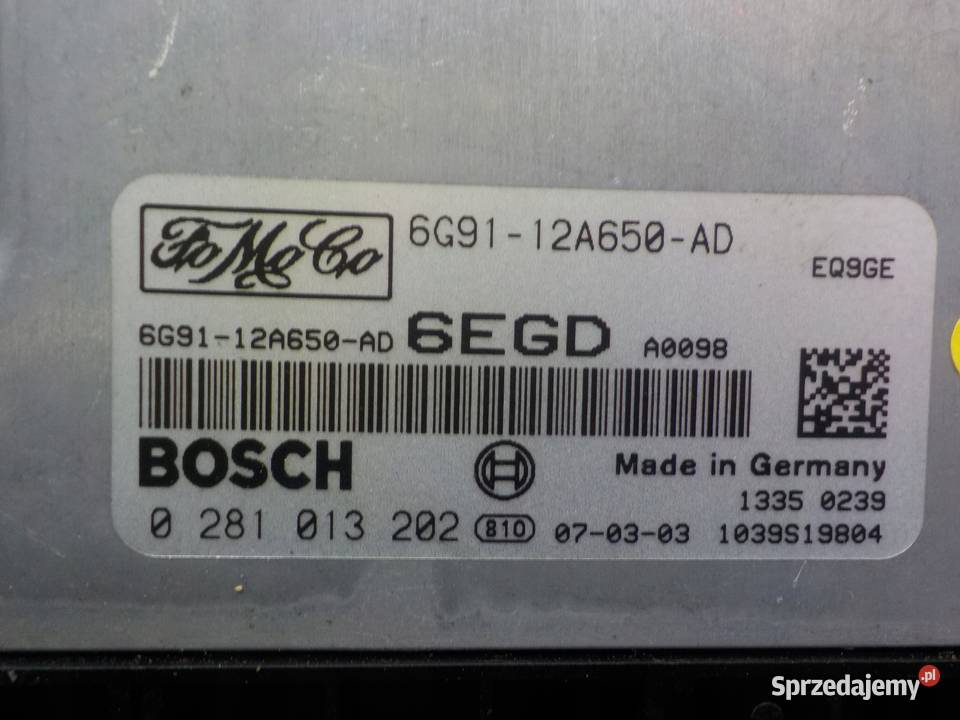 FoMoCo
6G91-12A650-AD
EQ9GE
6G91-12A650-AD 6EGD A0098
BOSCH
Made in Germany
1335 0239
0 281 013 202 810 07-03-03 1039S19804
Sprzedajemy.pl